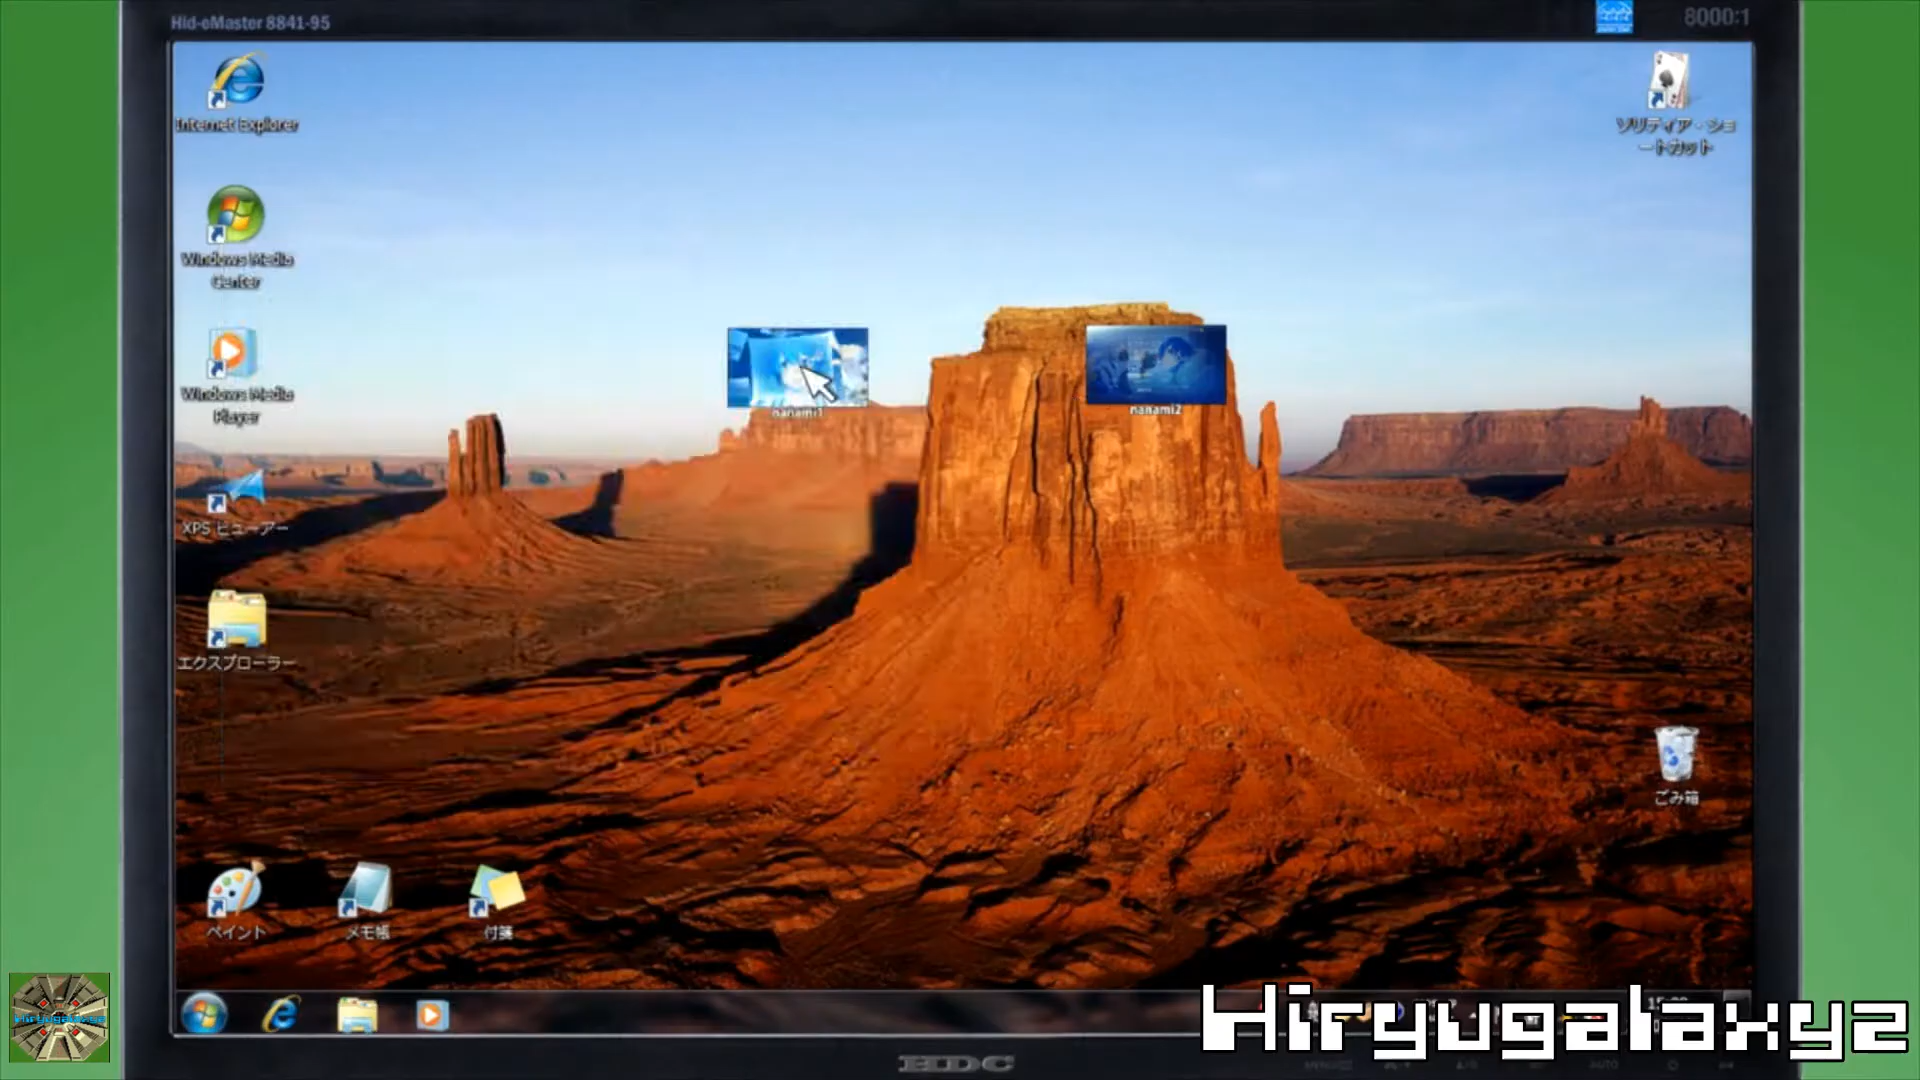 Hid-eMaster 8841-95
8000:1
Internet Explorer
ソリティア・ショ
ートカット
Windows Media
Center
nanami1
nanami2
Windows Media
Player
XPS ビューアー
エクスプローラー
ごみ箱
ペイント
メモ帳
付箋
HDC
Hiryugalaxyz